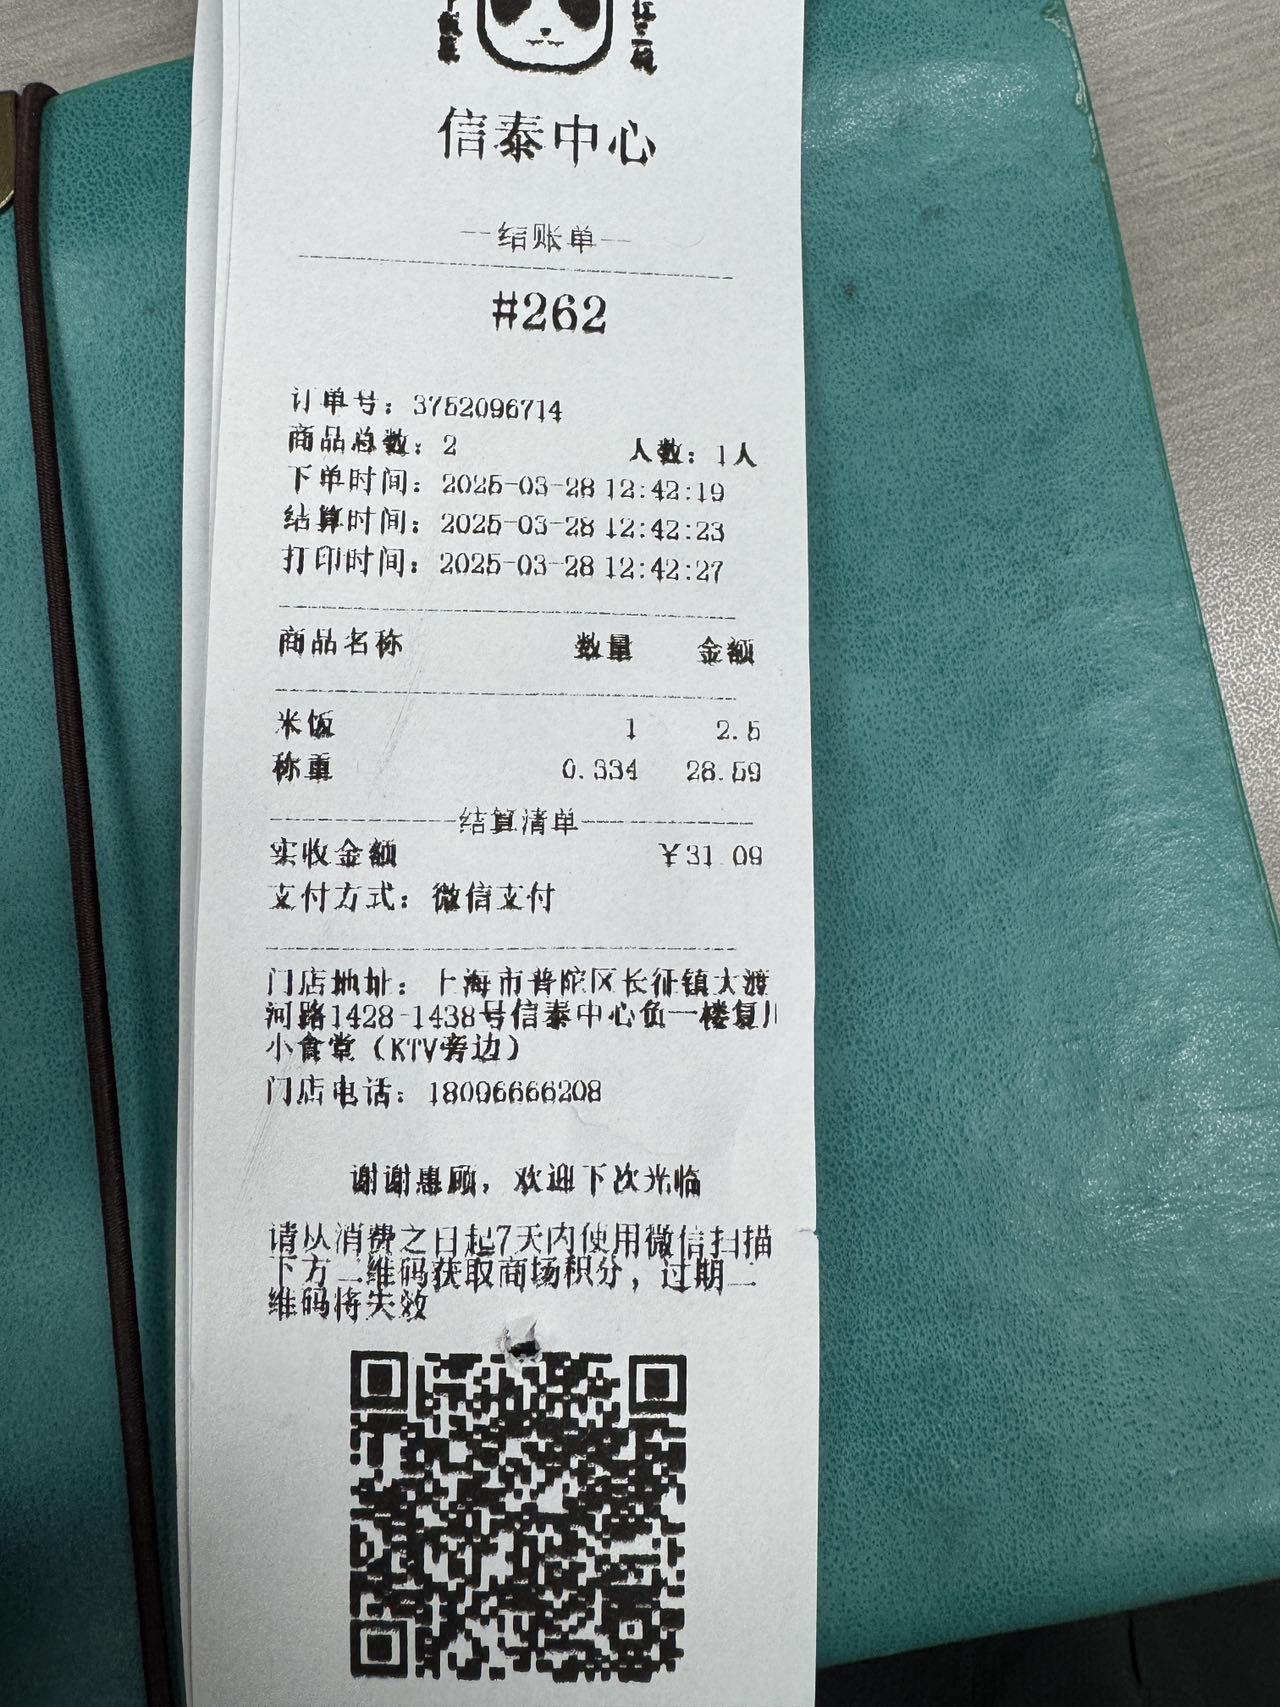 信泰中心
结账单
#262
订单号：3752096714
商品总数：2 人数：1人
下单时间：2025-03-28 12:42:19
结算时间：2025-03-28 12:42:23
打印时间：2025-03-28 12:42:27
商品名称 数量 金额
米饭 1 2.5
称重 0.334 28.59
结算清单
实收金额 ¥31.09
支付方式：微信支付
门店地址：上海市普陀区长征镇大渡
河路1428-1438号信泰中心负一楼复川
小食堂（KTV旁边）
门店电话：18096666208
谢谢惠顾，欢迎下次光临
请以消费之日起7天内使用微信扫描
下方二维码获取商场积分，过期二
维码将失效